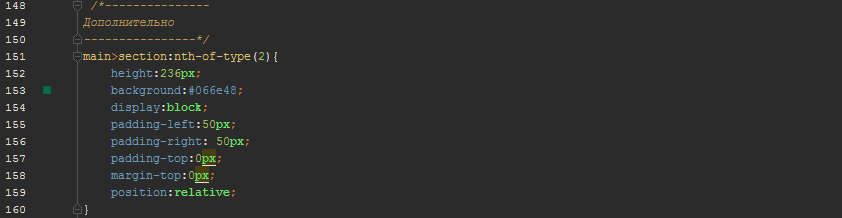 148 /*---------------
149 Дополнительно
150 ----------------*/
151 main>section:nth-of-type(2){
152 height:236px;
153 background:#066e48;
154 display:block;
155 padding-left:50px;
156 padding-right: 50px;
157 padding-top:0px;
158 margin-top:0px;
159 position:relative;
160 }